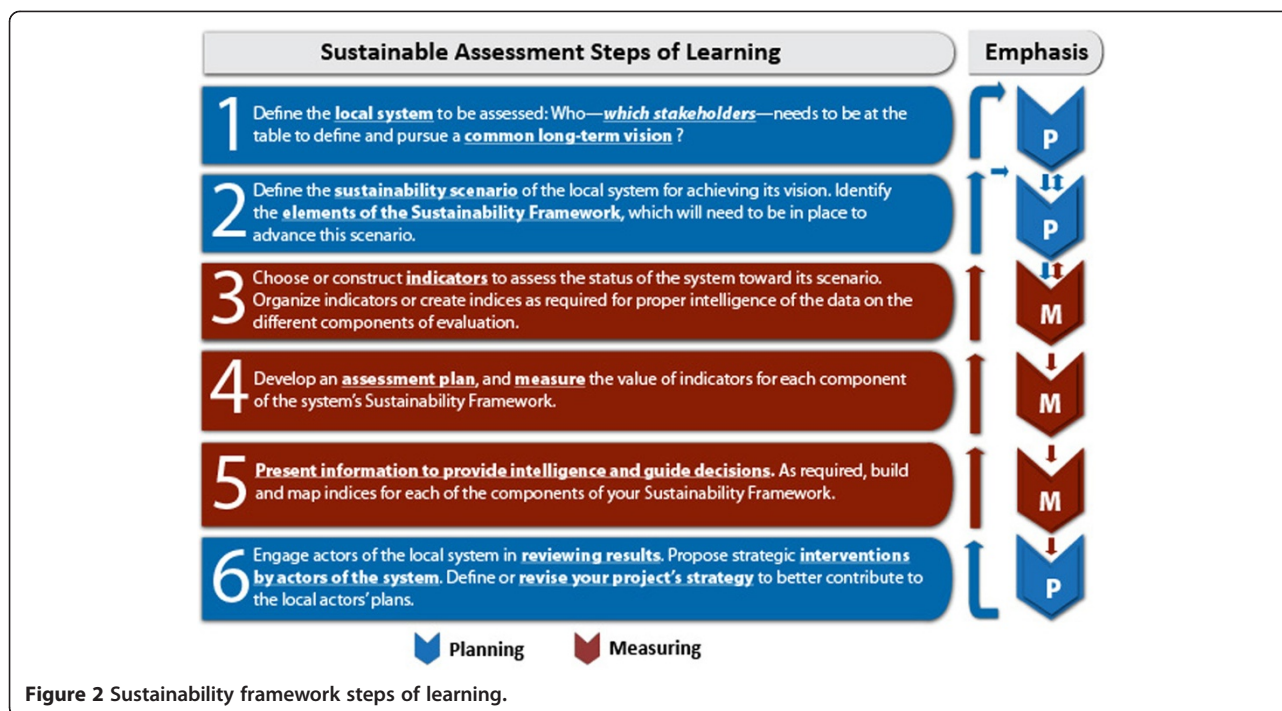 Sustainable Assessment Steps of Learning
Emphasis
1
Define the local system to be assessed: Who—which stakeholders—needs to be at the
table to define and pursue a common long-term vision ?
P
2
Define the sustainability scenario of the local system for achieving its vision. Identify
the elements of the Sustainability Framework, which will need to be in place to
advance this scenario.
P
3
Choose or construct indicators to assess the status of the system toward its scenario.
Organize indicators or create indices as required for proper intelligence of the data on the
different components of evaluation.
M
4
Develop an assessment plan, and measure the value of indicators for each component
of the system's Sustainability Framework.
M
5
Present information to provide intelligence and guide decisions. As required, build
and map indices for each of the components of your Sustainability Framework.
M
6
Engage actors of the local system in reviewing results. Propose strategic interventions
by actors of the system. Define or revise your project's strategy to better contribute to
the local actors' plans.
P
Planning
Measuring
Figure 2 Sustainability framework steps of learning.